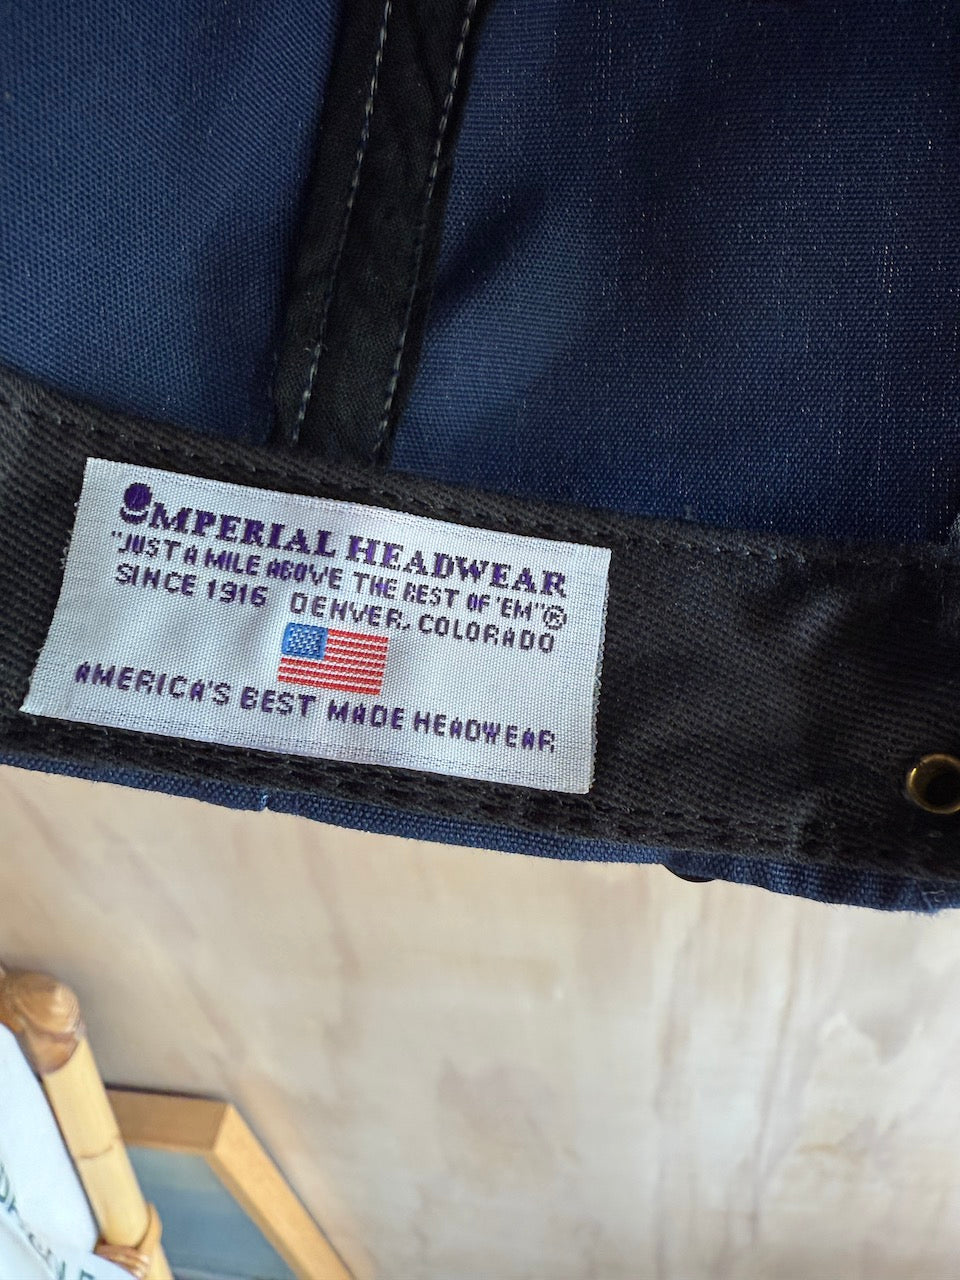 IMPERIAL HEADWEAR
"JUST A MILE ABOVE THE REST OF 'EM"®
SINCE 1916 DENVER, COLORADO
AMERICA'S BEST MADE HEADWEAR